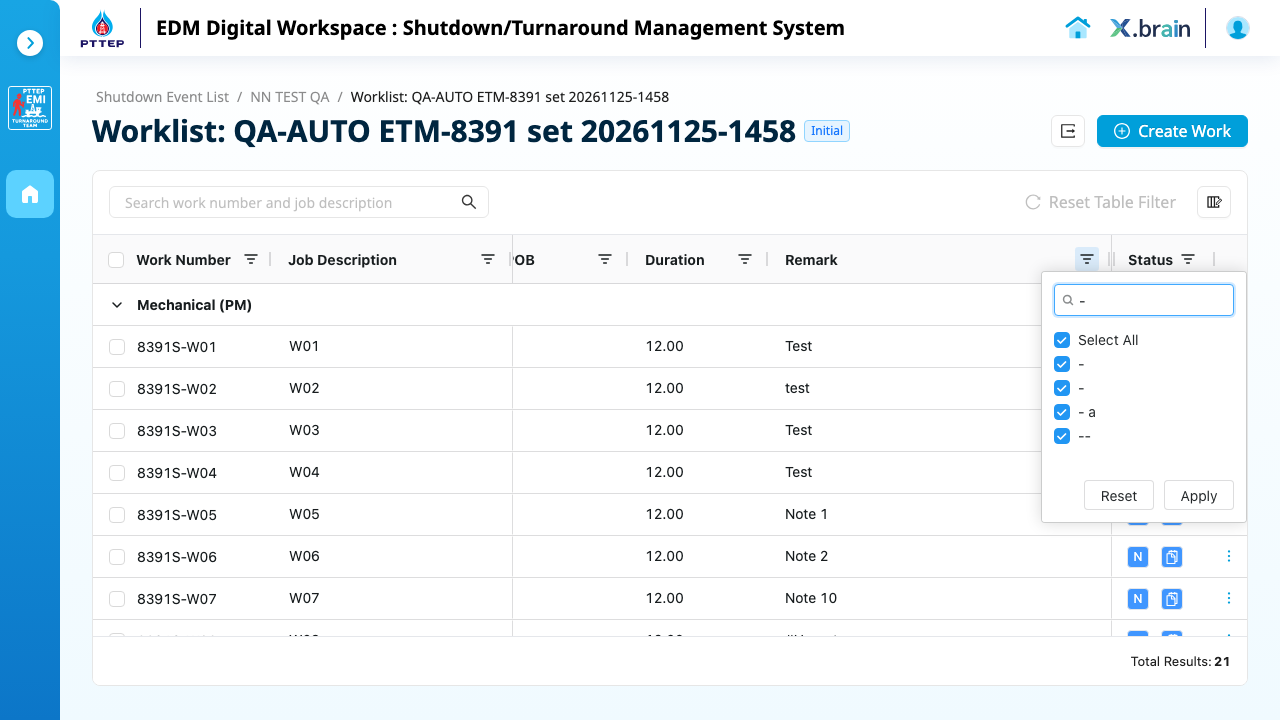 PTTEP
EDM Digital Workspace : Shutdown/Turnaround Management System
X.brain
PTTEP
EMI
TURNAROUND
TEAM
Shutdown Event List / NN TEST QA / Worklist: QA-AUTO ETM-8391 set 20261125-1458
Worklist: QA-AUTO ETM-8391 set 20261125-1458
Initial
Create Work
Search work number and job description
Reset Table Filter
Work Number Job Description OB Duration Remark Status
Mechanical (PM)
8391S-W01 W01 12.00 Test
8391S-W02 W02 12.00 test
8391S-W03 W03 12.00 Test
8391S-W04 W04 12.00 Test
8391S-W05 W05 12.00 Note 1
8391S-W06 W06 12.00 Note 2 N
8391S-W07 W07 12.00 Note 10 N
-
Select All
-
-
- a
--
Reset Apply
Total Results: 21